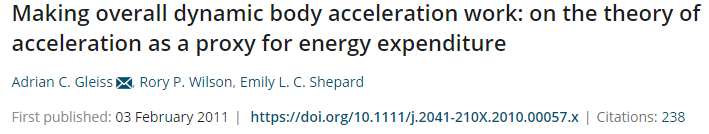 Making overall dynamic body acceleration work: on the theory of
acceleration as a proxy for energy expenditure
Adrian C. Gleiss, Rory P. Wilson, Emily L. C. Shepard
First published: 03 February 2011 | https://doi.org/10.1111/j.2041-210X.2010.00057.x | Citations: 238